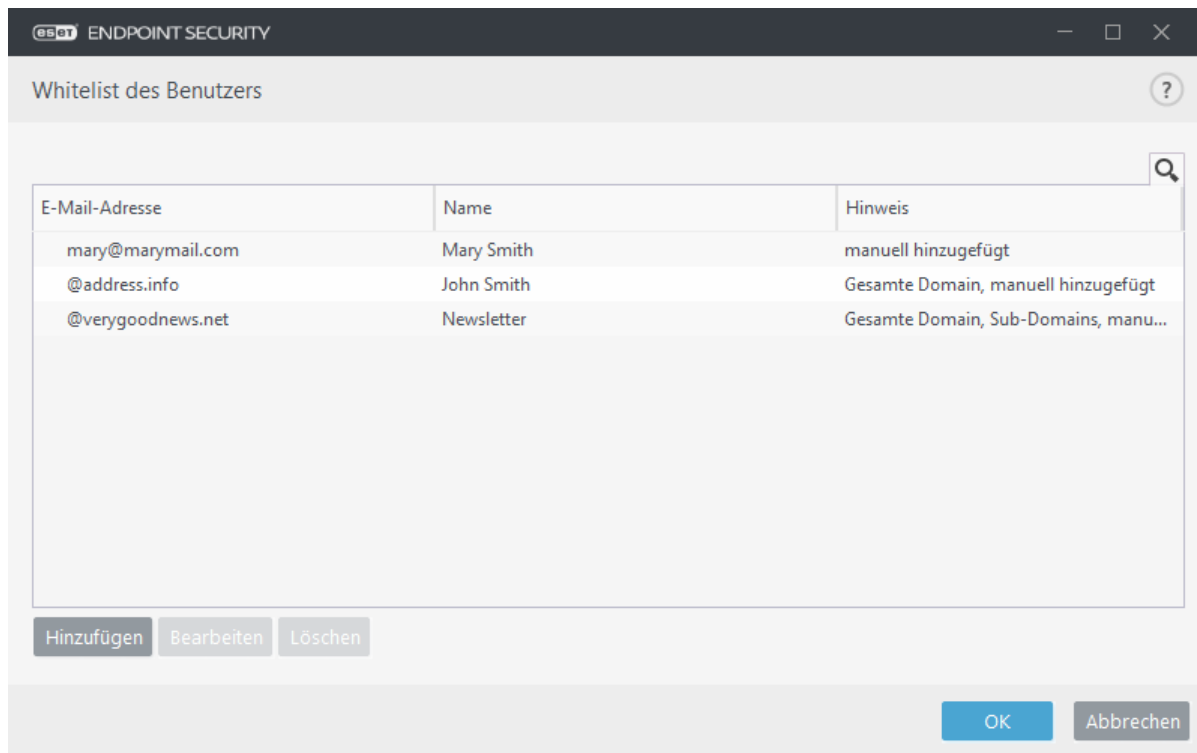 eset ENDPOINT SECURITY
Whitelist des Benutzers
?
E-Mail-Adresse Name Hinweis
mary@marymail.com Mary Smith manuell hinzugefügt
@address.info John Smith Gesamte Domain, manuell hinzugefügt
@verygoodnews.net Newsletter Gesamte Domain, Sub-Domains, manu...
Hinzufügen Bearbeiten Löschen
OK Abbrechen